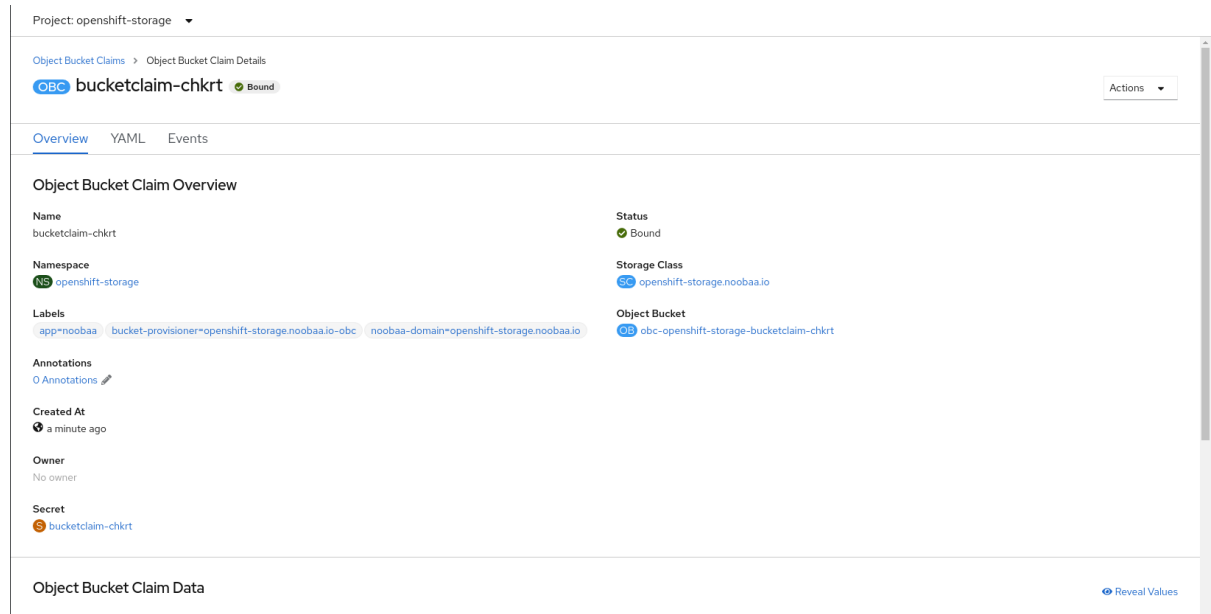 Project: openshift-storage
Object Bucket Claims > Object Bucket Claim Details
OBC bucketclaim-chkrt Bound
Actions
Overview YAML Events
Object Bucket Claim Overview
Name
bucketclaim-chkrt
Status
Bound
Namespace
NS openshift-storage
Storage Class
SC openshift-storage.noobaa.io
Labels
app=noobaa bucket-provisioner=openshift-storage.noobaa.io-obc noobaa-domain=openshift-storage.noobaa.io
Object Bucket
OB obc-openshift-storage-bucketclaim-chkrt
Annotations
0 Annotations
Created At
a minute ago
Owner
No owner
Secret
S bucketclaim-chkrt
Object Bucket Claim Data
Reveal Values